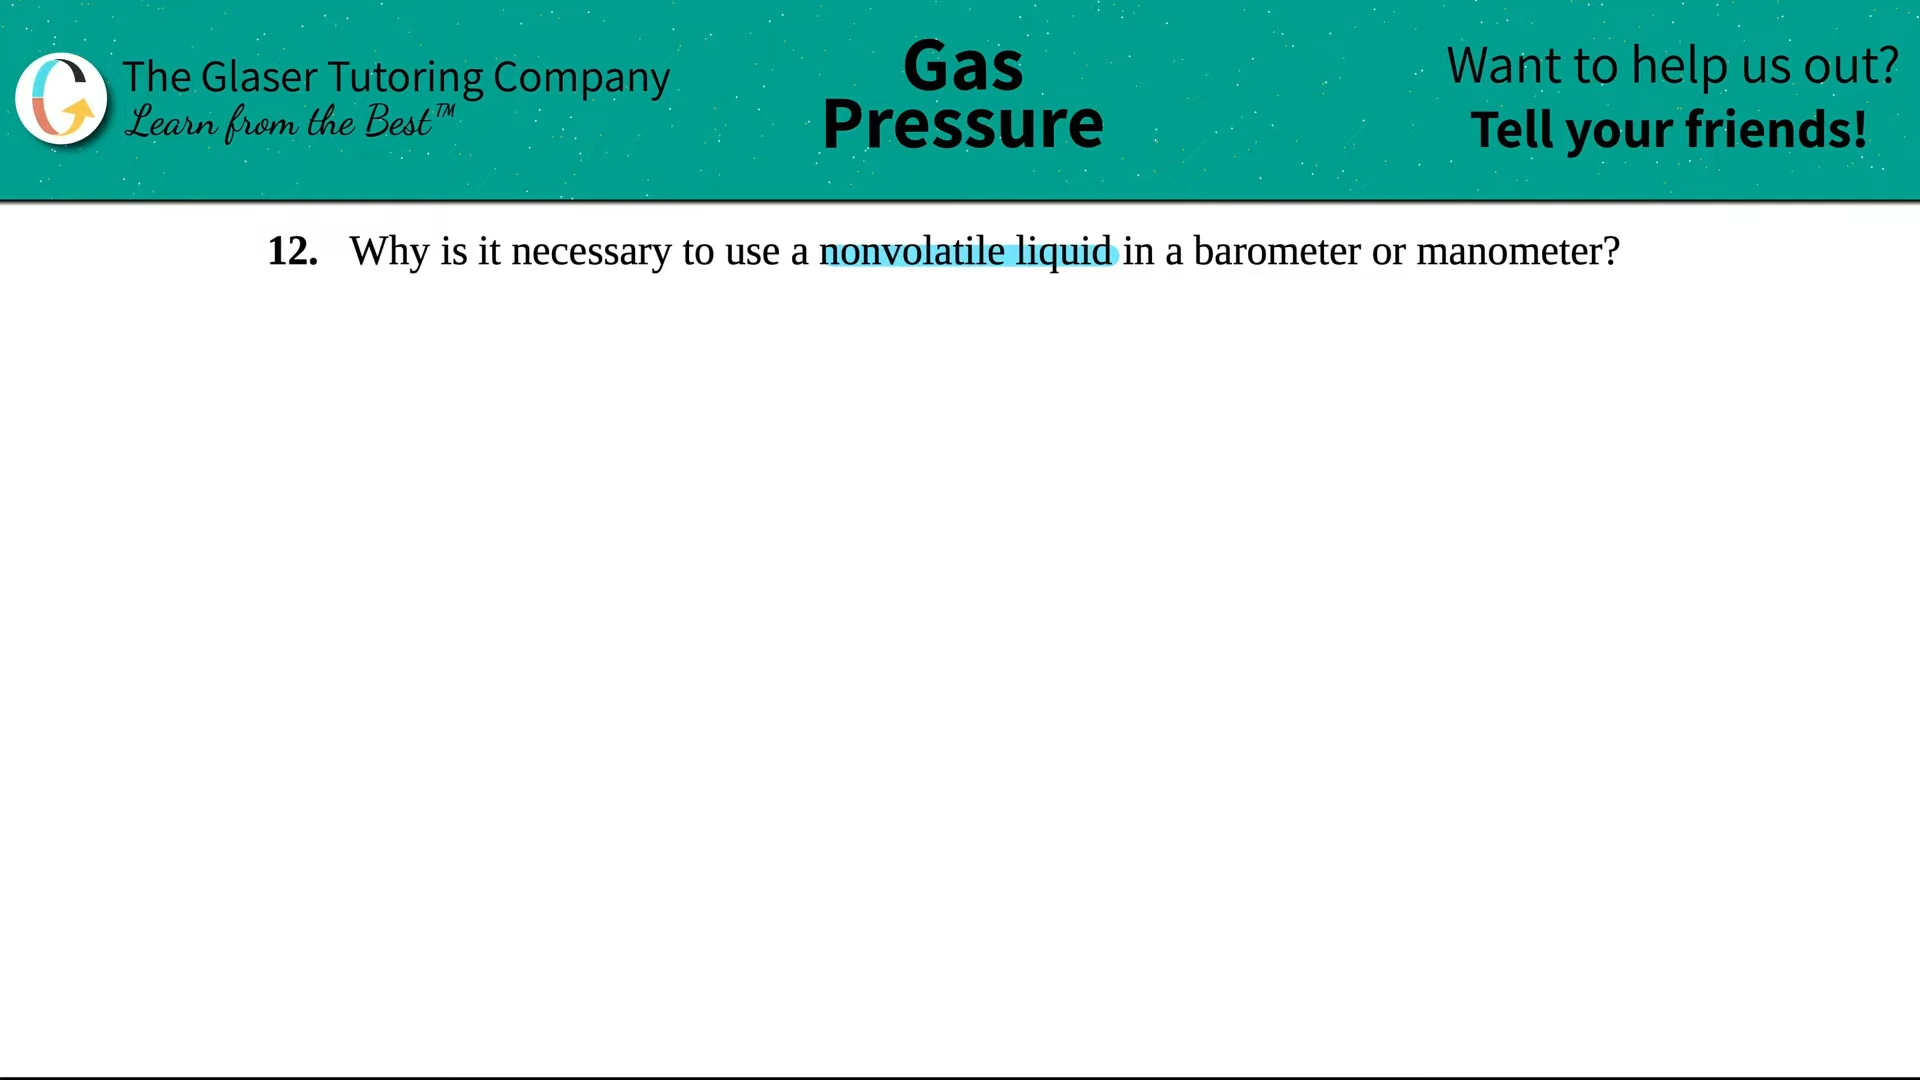 The Glaser Tutoring Company
Learn from the Best™
Gas
Pressure
Want to help us out?
Tell your friends!
12. Why is it necessary to use a nonvolatile liquid in a barometer or manometer?